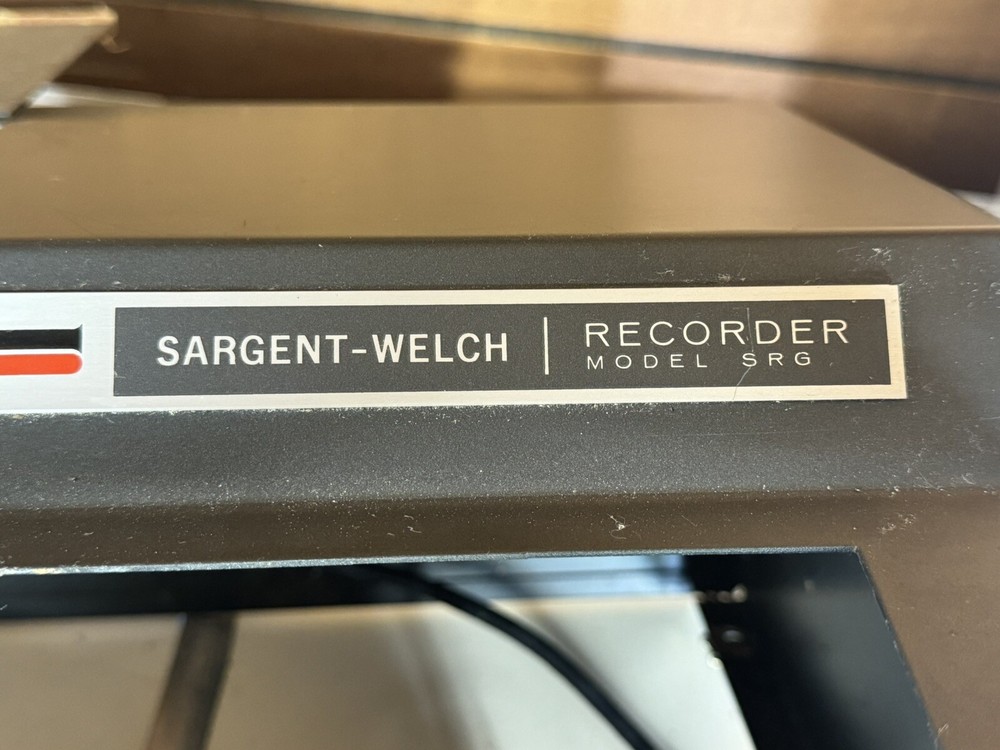 SARGENT-WELCH | RECORDER
MODEL SRG